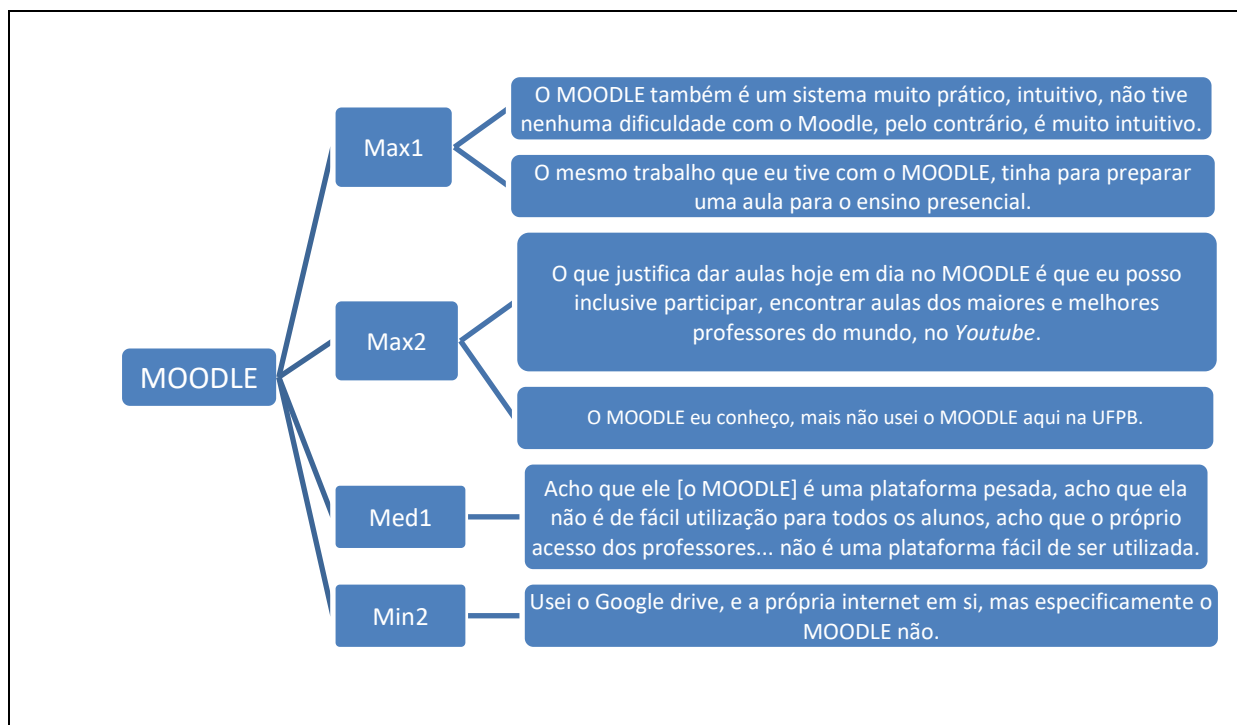 MOODLE
Max1
O MOODLE também é um sistema muito prático, intuitivo, não tive
nenhuma dificuldade com o Moodle, pelo contrário, é muito intuitivo.
O mesmo trabalho que eu tive com o MOODLE, tinha para preparar
uma aula para o ensino presencial.
Max2
O que justifica dar aulas hoje em dia no MOODLE é que eu posso
inclusive participar, encontrar aulas dos maiores e melhores
professores do mundo, no Youtube.
O MOODLE eu conheço, mais não usei o MOODLE aqui na UFPB.
Med1
Acho que ele [o MOODLE] é uma plataforma pesada, acho que ela
não é de fácil utilização para todos os alunos, acho que o próprio
acesso dos professores... não é uma plataforma fácil de ser utilizada.
Min2
Usei o Google drive, e a própria internet em si, mas especificamente o
MOODLE não.